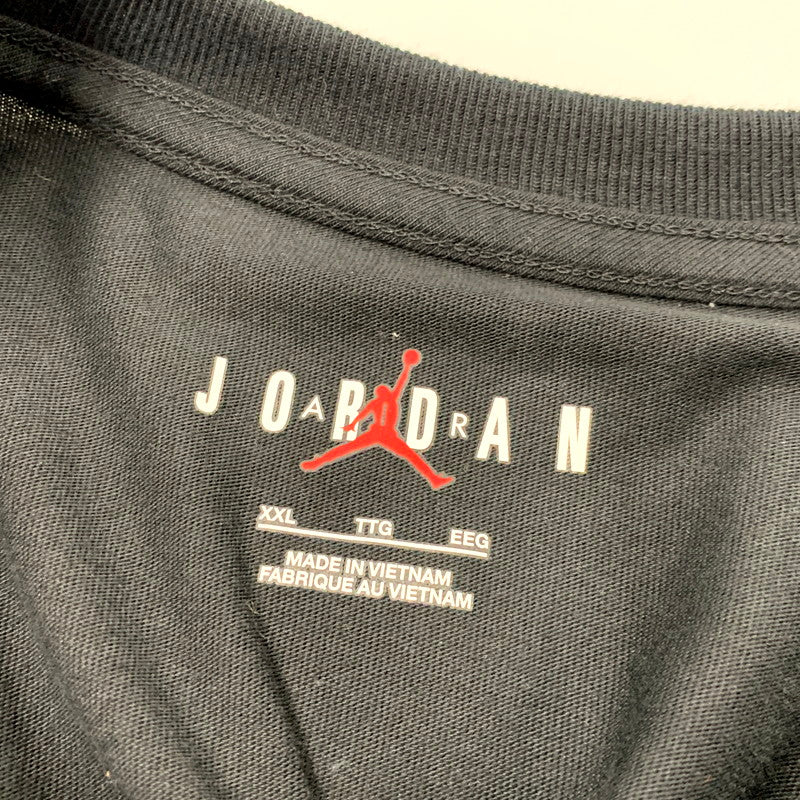 JORDAN
AIR
XXL TTG EEG
MADE IN VIETNAM
FABRIQUE AU VIETNAM